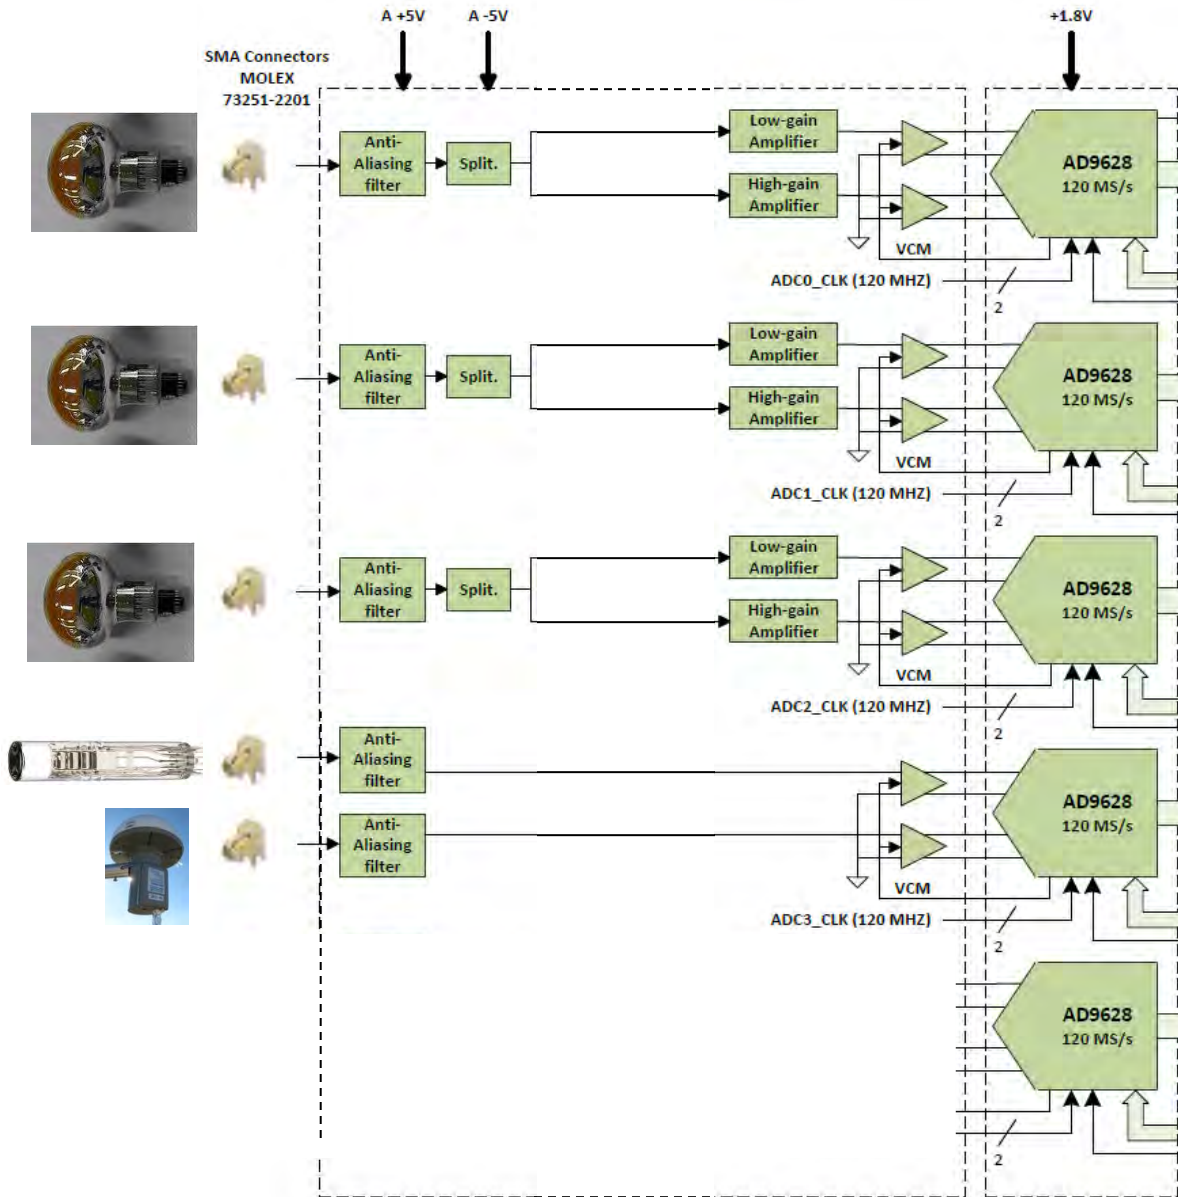 A +5V
A -5V
+1.8V
SMA Connectors
MOLEX
73251-2201
Anti-
Aliasing
filter
Split.
Low-gain
Amplifier
High-gain
Amplifier
VCM
AD9628
120 MS/s
ADC0_CLK (120 MHZ)
2
Anti-
Aliasing
filter
Split.
Low-gain
Amplifier
High-gain
Amplifier
VCM
AD9628
120 MS/s
ADC1_CLK (120 MHZ)
2
Anti-
Aliasing
filter
Split.
Low-gain
Amplifier
High-gain
Amplifier
VCM
AD9628
120 MS/s
ADC2_CLK (120 MHZ)
2
Anti-
Aliasing
filter
Anti-
Aliasing
filter
VCM
AD9628
120 MS/s
ADC3_CLK (120 MHZ)
2
AD9628
120 MS/s
2